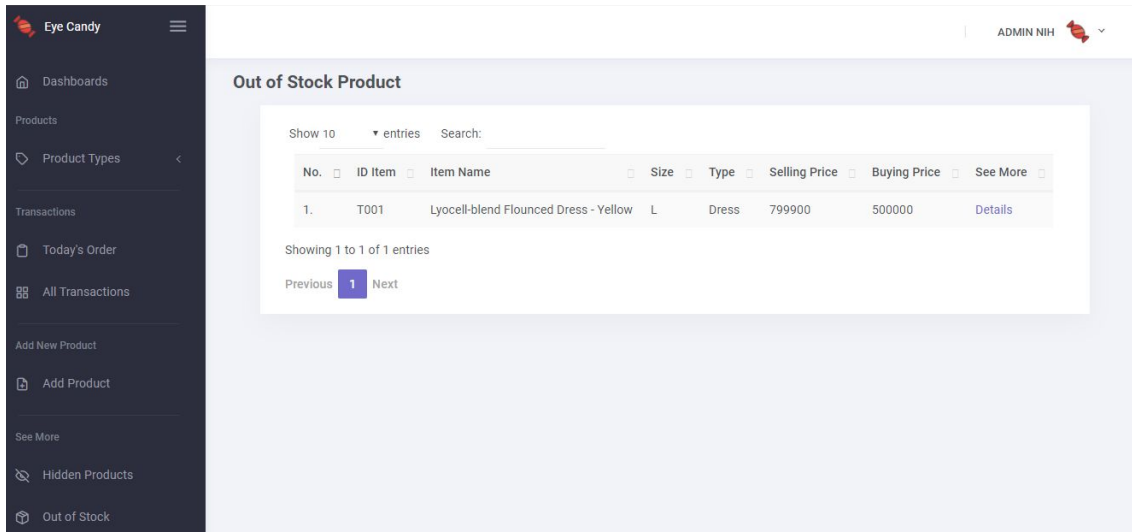 Eye Candy
ADMIN NIH
Dashboards
Products
Product Types
Transactions
Today's Order
All Transactions
Add New Product
Add Product
See More
Hidden Products
Out of Stock
Out of Stock Product
Show 10 entries Search:
No. ID Item Item Name Size Type Selling Price Buying Price See More
1. T001 Lyocell-blend Flounced Dress - Yellow L Dress 799900 500000 Details
Showing 1 to 1 of 1 entries
Previous 1 Next